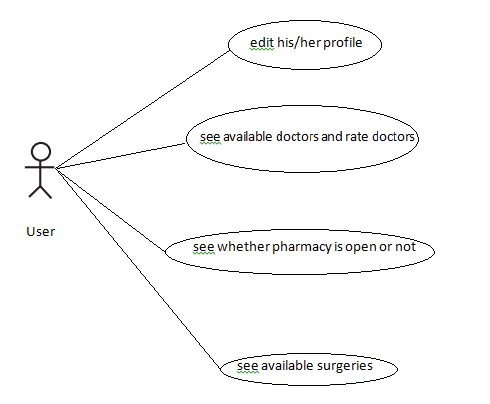 edit his/her profile
see available doctors and rate doctors
User
see whether pharmacy is open or not
see available surgeries